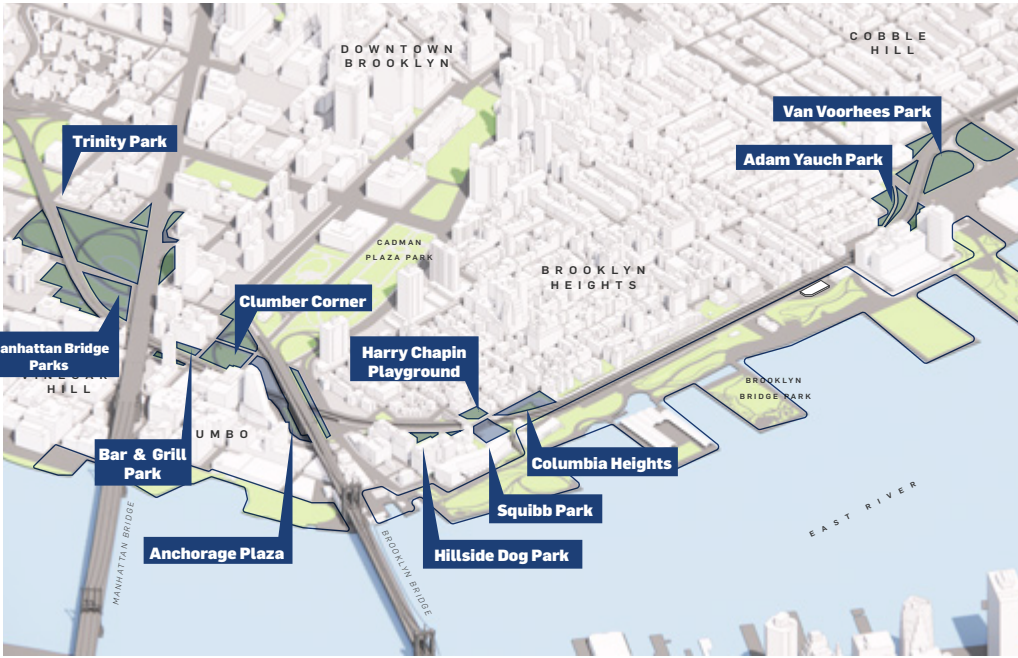 DOWNTOWN
BROOKLYN
COBBLE
HILL
Van Voorhees Park
Trinity Park
Adam Yauch Park
CADMAN
PLAZA PARK
BROOKLYN
HEIGHTS
Clumber Corner
anhattan Bridge
Parks
HILL
Harry Chapin
Playground
BROOKLYN
BRIDGE PARK
UMBO
Bar & Grill
Park
Columbia Heights
EAST RIVER
Squibb Park
Anchorage Plaza
Hillside Dog Park
MANHATTAN BRIDGE
BROOKLYN BRIDGE